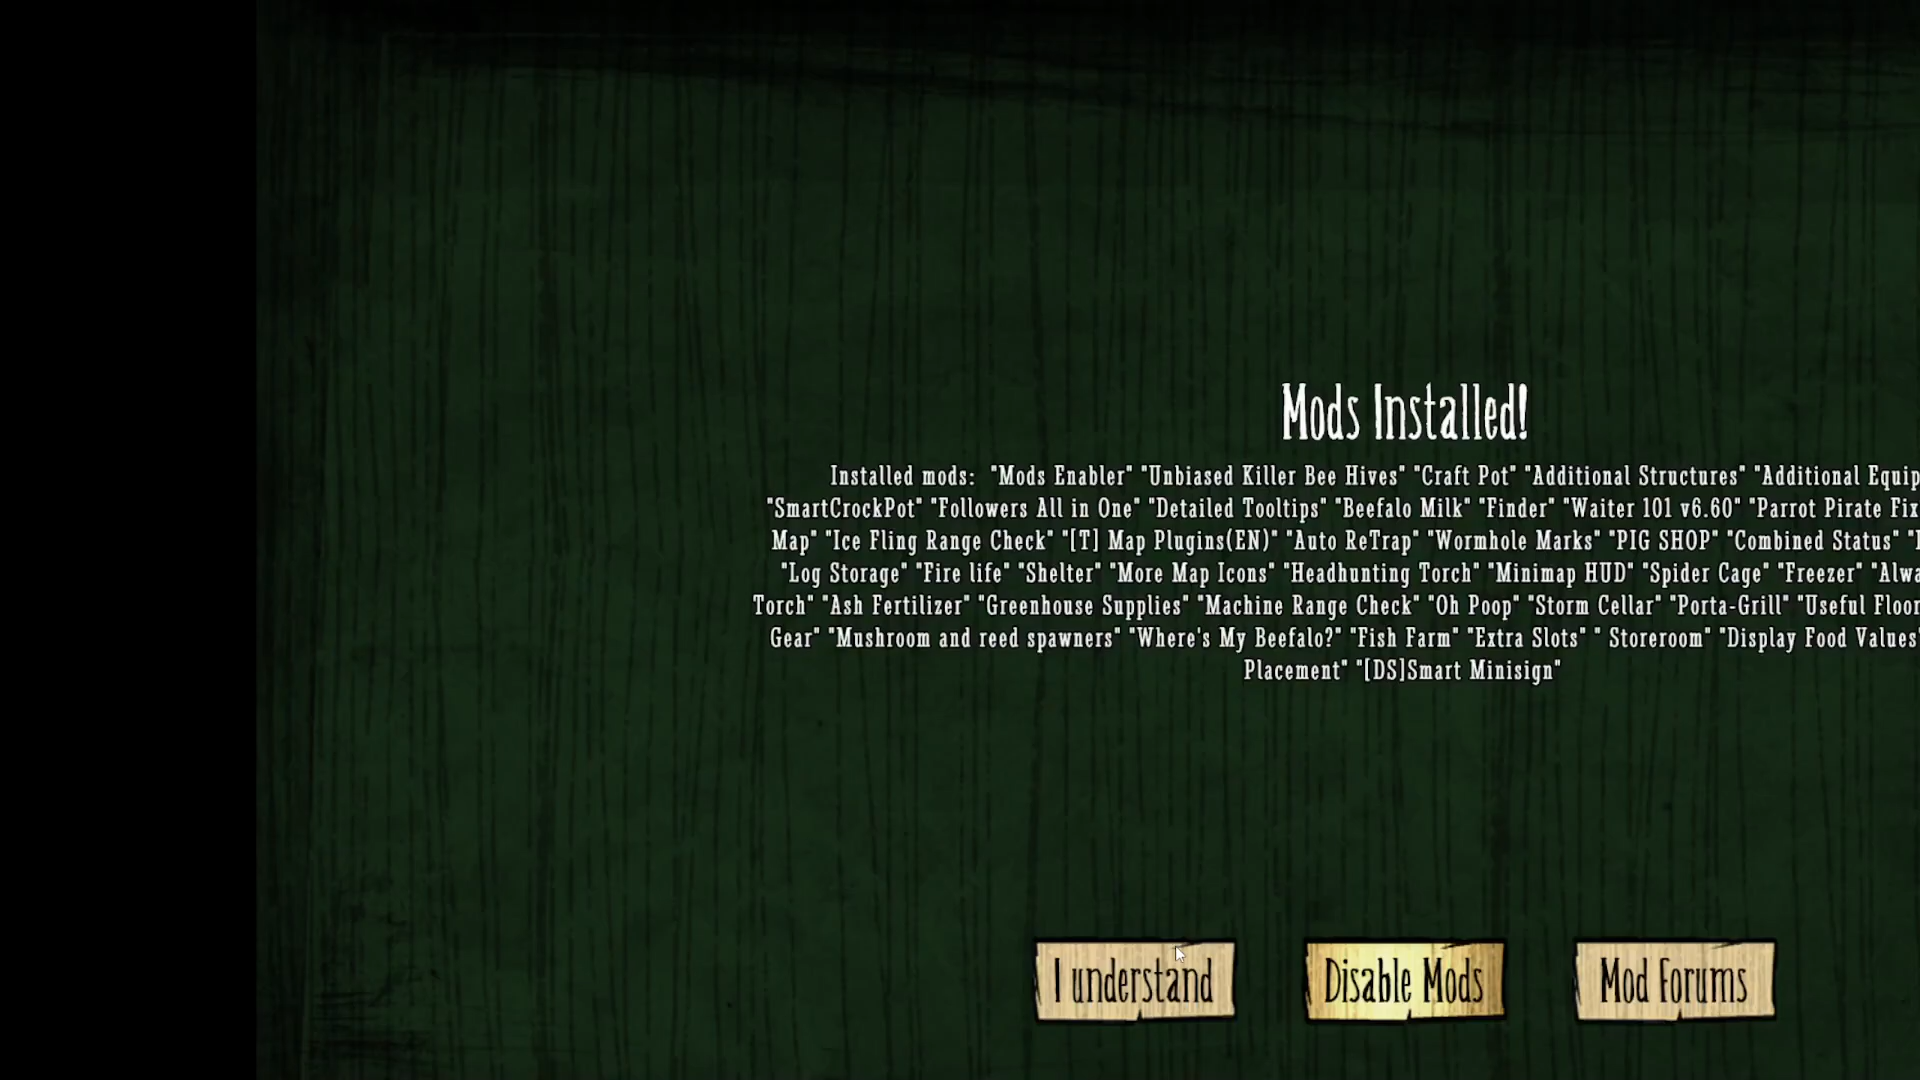 Mods Installed!
Installed mods: "Mods Enabler" "Unbiased Killer Bee Hives" "Craft Pot" "Additional Structures" "Additional Equip
"SmartCrockPot" "Followers All in One" "Detailed Tooltips" "Beefalo Milk" "Finder" "Waiter 101 v6.60" "Parrot Pirate Fix
Map" "Ice Fling Range Check" "[T] Map Plugins(EN)" "Auto ReTrap" "Wormhole Marks" "PIG SHOP" "Combined Status"
"Log Storage" "Fire life" "Shelter" "More Map Icons" "Headhunting Torch" "Minimap HUD" "Spider Cage" "Freezer" "Alwa
Torch" "Ash Fertilizer" "Greenhouse Supplies" "Machine Range Check" "Oh Poop" "Storm Cellar" "Porta-Grill" "Useful Floor
Gear" "Mushroom and reed spawners" "Where's My Beefalo?" "Fish Farm" "Extra Slots" " Storeroom" "Display Food Values"
Placement" "[DS]Smart Minisign"
I understand
Disable Mods
Mod Forums